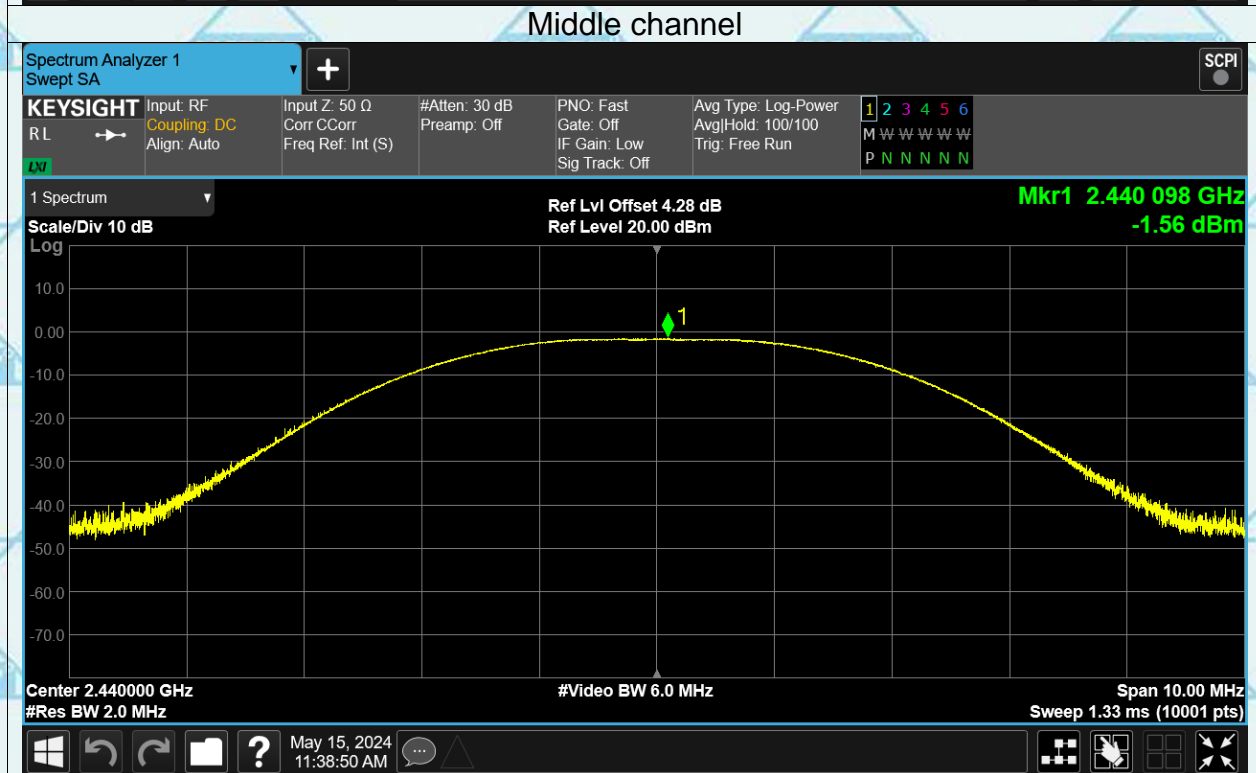 Middle channel
Spectrum Analyzer 1
Swept SA
▼
+
SCPI
KEYSIGHT
R L
LXI
Input: RF
Coupling: DC
Align: Auto
Input Z: 50 Ω
Corr CCorr
Freq Ref: Int (S)
#Atten: 30 dB
Preamp: Off
PNO: Fast
Gate: Off
IF Gain: Low
Sig Track: Off
Avg Type: Log-Power
Avg|Hold: 100/100
Trig: Free Run
1 2 3 4 5 6
M W W W W W
P N N N N N
1 Spectrum ▼
Scale/Div 10 dB
Ref Lvl Offset 4.28 dB
Ref Level 20.00 dBm
Mkr1 2.440 098 GHz
-1.56 dBm
Log
10.0
0.00
-10.0
-20.0
-30.0
-40.0
-50.0
-60.0
-70.0
1
Center 2.440000 GHz
#Res BW 2.0 MHz
#Video BW 6.0 MHz
Span 10.00 MHz
Sweep 1.33 ms (10001 pts)
?
May 15, 2024
11:38:50 AM